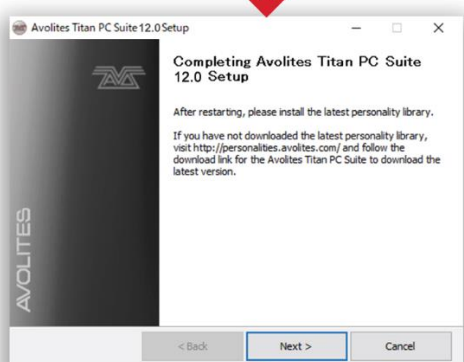 Avolites Titan PC Suite 12.0 Setup
Completing Avolites Titan PC Suite
12.0 Setup
After restarting, please install the latest personality library.
If you have not downloaded the latest personality library,
visit http://personalities.avolites.com/ and follow the
download link for the Avolites Titan PC Suite to download the
latest version.
AVOLITES
< Back
Next >
Cancel